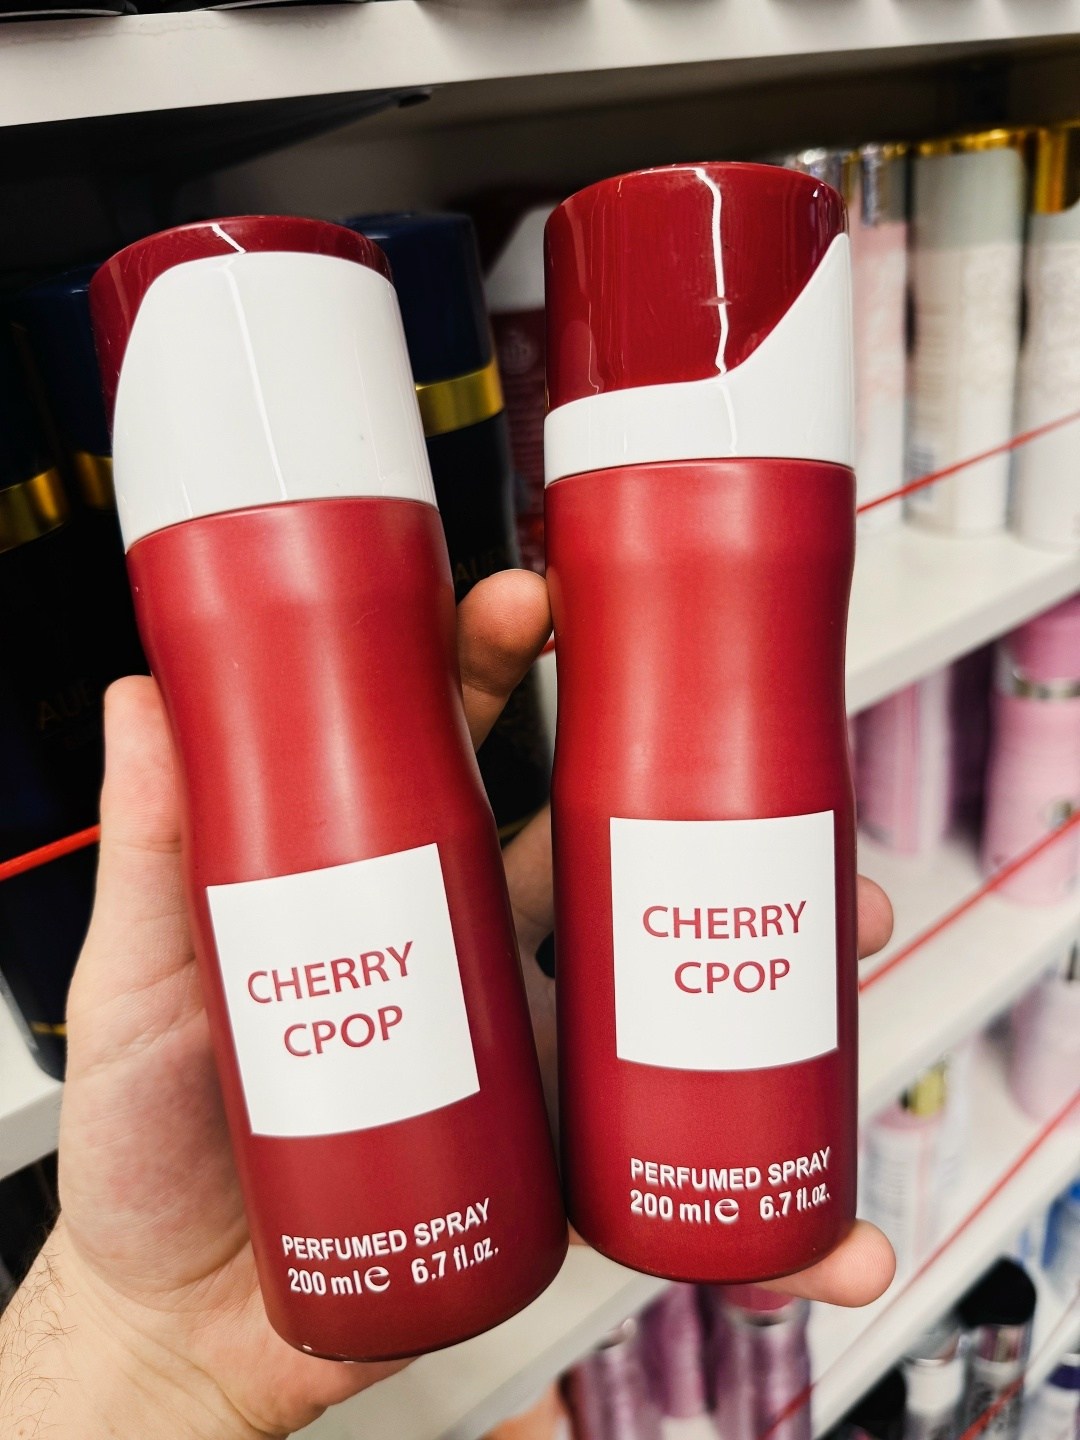 CHERRY
CPOP
PERFUMED SPRAY
200 ml e 6.7 fl.oz.
CHERRY
CPOP
PERFUMED SPRAY
200 ml e 6.7 fl.oz.